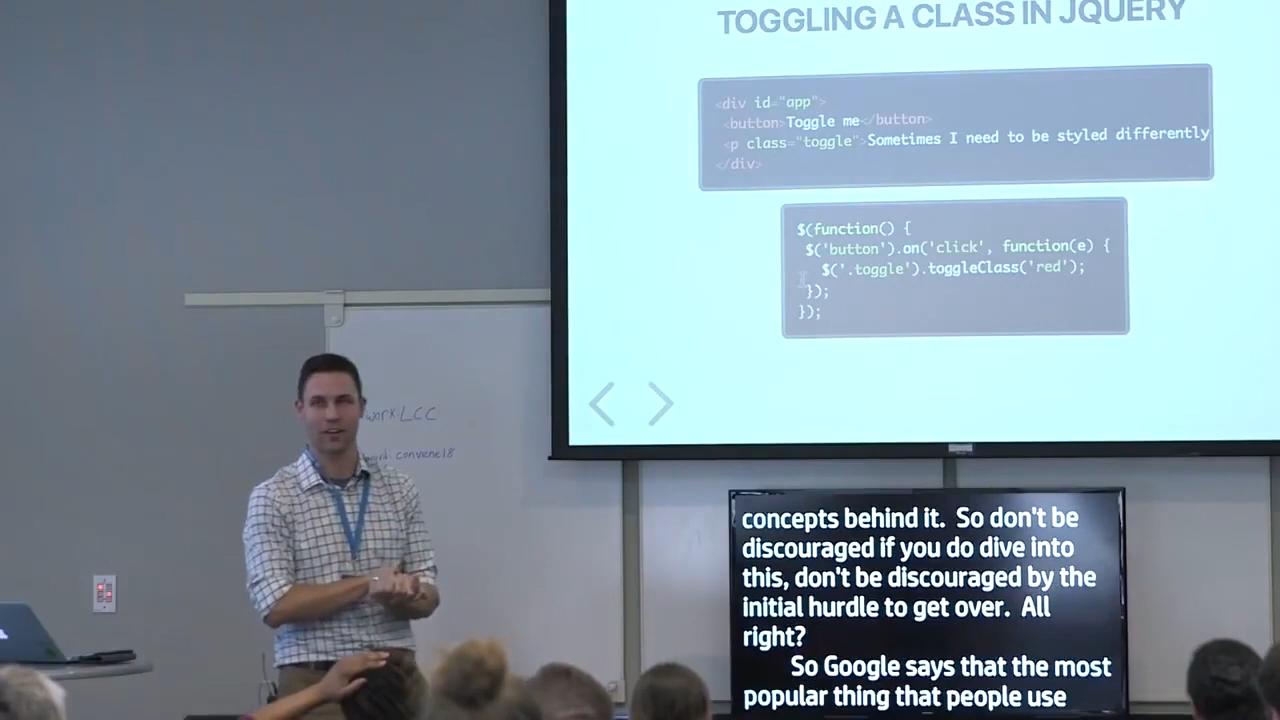 TOGGLING A CLASS IN JQUERY
<div id="app">
<button>Toggle me</button>
<p class="toggle">Sometimes I need to be styled differently
</div>
$(function() {
$('button').on('click', function(e) {
$('.toggle').toggleClass('red');
});
});
work LCC
convene18
concepts behind it. So don't be
discouraged if you do dive into
this, don't be discouraged by the
initial hurdle to get over. All
right?
So Google says that the most
popular thing that people use